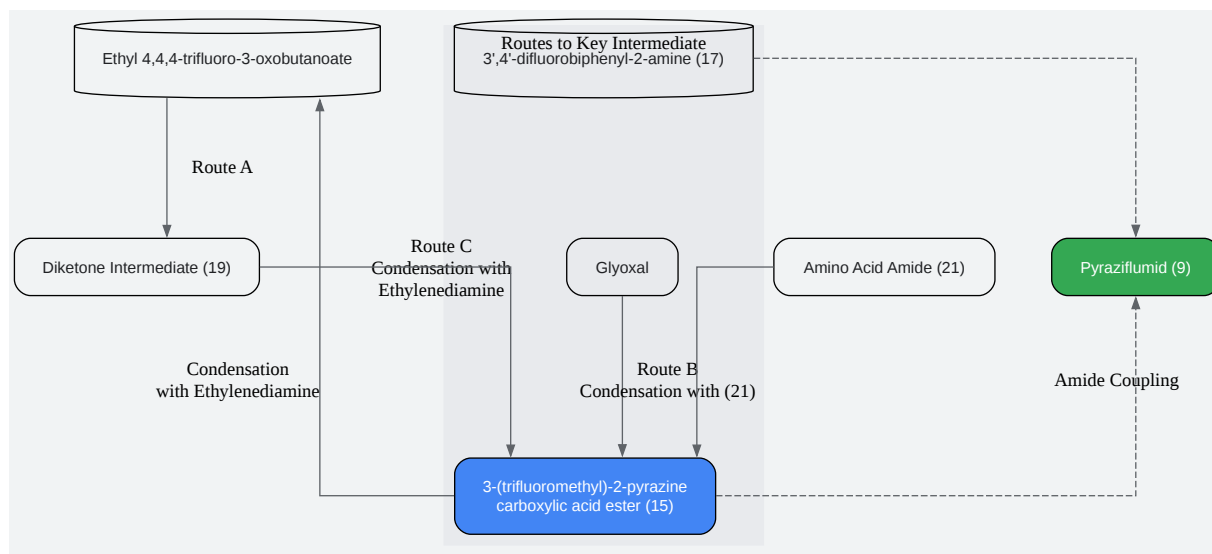 Routes to Key Intermediate
Ethyl 4,4,4-trifluoro-3-oxobutanoate
3',4'-difluorobiphenyl-2-amine (17)
Route A
Diketone Intermediate (19)
Route C
Condensation with
Ethylenediamine
Glyoxal
Amino Acid Amide (21)
Pyraziflumid (9)
Condensation
with Ethylenediamine
Route B
Condensation with (21)
Amide Coupling
3-(trifluoromethyl)-2-pyrazine
carboxylic acid ester (15)